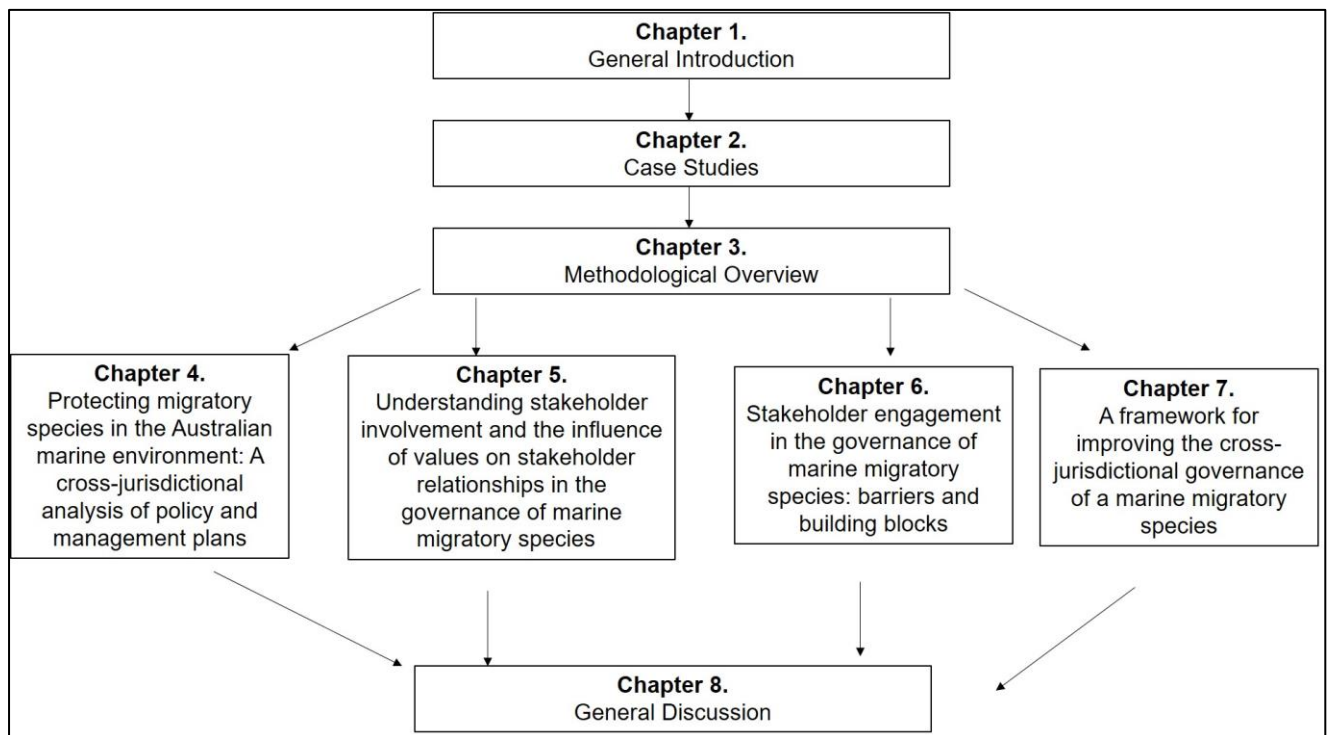 Chapter 1.
General Introduction
Chapter 2.
Case Studies
Chapter 3.
Methodological Overview
Chapter 4.
Protecting migratory
species in the Australian
marine environment: A
cross-jurisdictional
analysis of policy and
management plans
Chapter 5.
Understanding stakeholder
involvement and the influence
of values on stakeholder
relationships in the
governance of marine
migratory species
Chapter 6.
Stakeholder engagement
in the governance of
marine migratory
species: barriers and
building blocks
Chapter 7.
A framework for
improving the cross-
jurisdictional governance
of a marine migratory
species
Chapter 8.
General Discussion